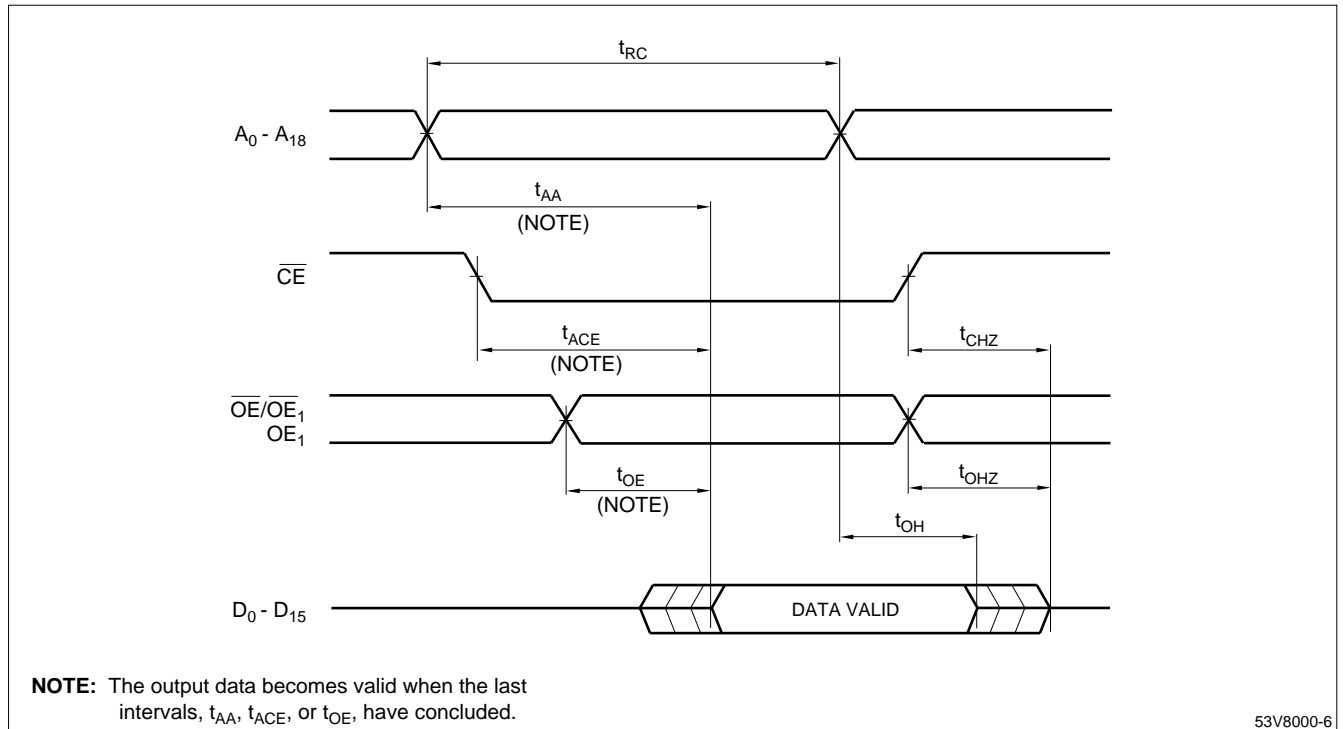 tRC
A0 - A18
tAA
(NOTE)
CE
tACE
(NOTE)
tCHZ
OE/OE1
OE1
tOE
(NOTE)
tOHZ
tOH
D0 - D15
DATA VALID
NOTE: The output data becomes valid when the last
intervals, tAA, tACE, or tOE, have concluded.
53V8000-6